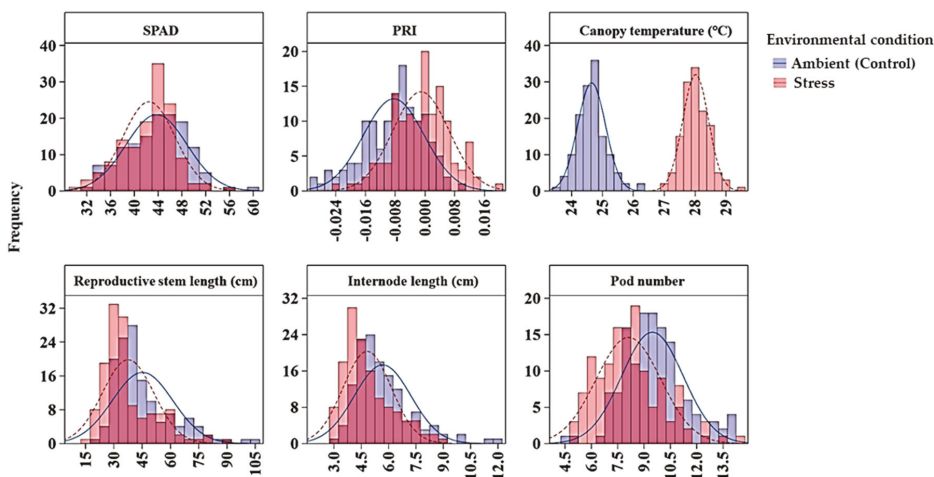 SPAD
PRI
Canopy temperature (°C)
Environmental condition
Ambient (Control)
Stress
Frequency
40
30
20
10
0
32 36 40 44 48 52 56 60
20
15
10
5
0
-0.024 -0.016 -0.008 0.000 0.008 0.016
40
30
20
10
0
24 25 26 27 28 29
Reproductive stem length (cm)
Internode length (cm)
Pod number
32
24
16
8
0
15 30 45 60 75 90 105
32
24
16
8
0
3.0 4.5 6.0 7.5 9.0 10.5 12.0
20
15
10
5
0
4.5 6.0 7.5 9.0 10.5 12.0 13.5